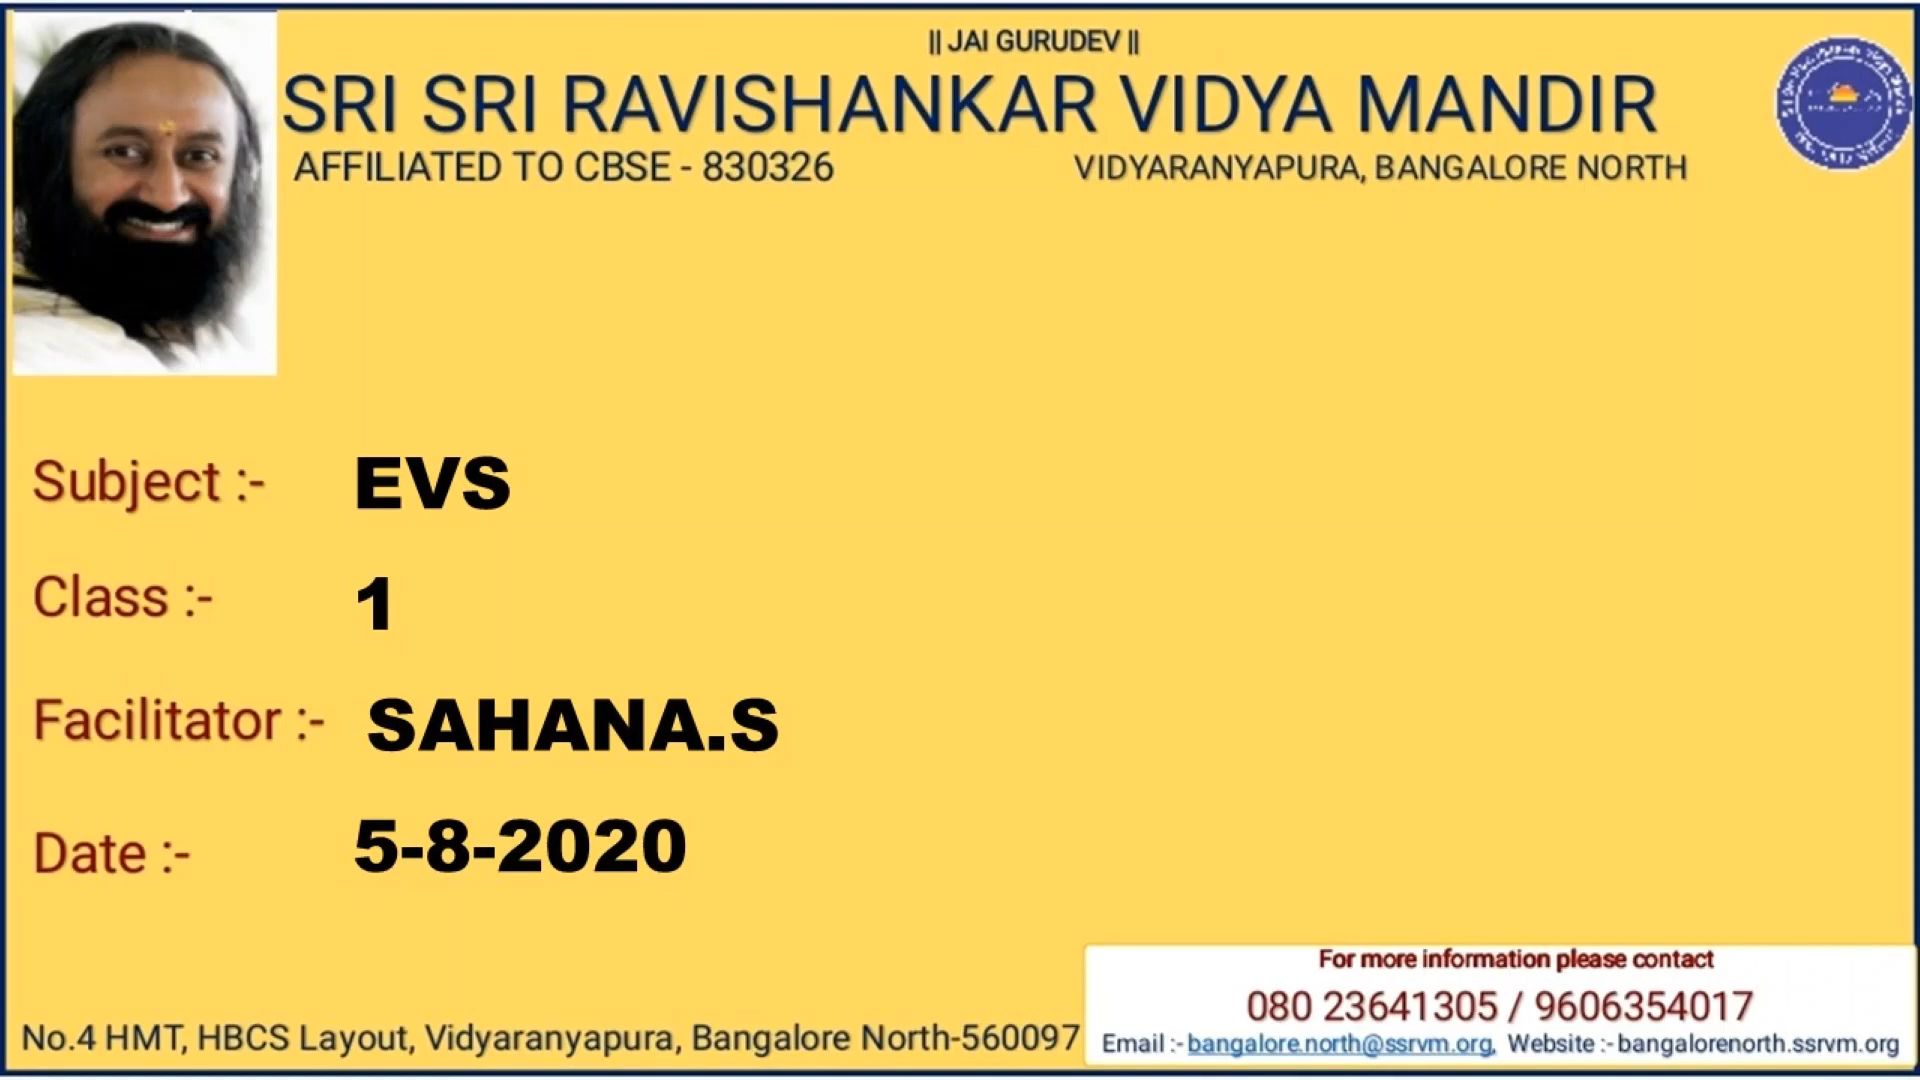 || JAI GURUDEV ||
SRI SRI RAVISHANKAR VIDYA MANDIR
AFFILIATED TO CBSE - 830326 VIDYARANYAPURA, BANGALORE NORTH
Subject :- EVS
Class :- 1
Facilitator :- SAHANA.S
Date :- 5-8-2020
For more information please contact
080 23641305 / 9606354017
No.4 HMT, HBCS Layout, Vidyaranyapura, Bangalore North-560097
Email :- bangalore.north@ssrvm.org, Website :- bangalorenorth.ssrvm.org